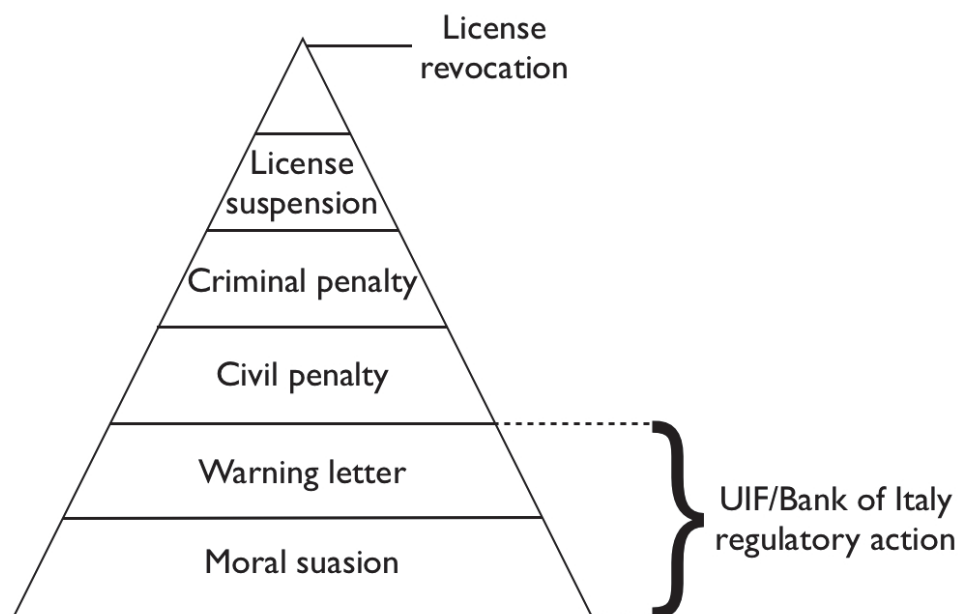 License
revocation
License
suspension
Criminal penalty
Civil penalty
Warning letter
Moral suasion
UIF/Bank of Italy
regulatory action